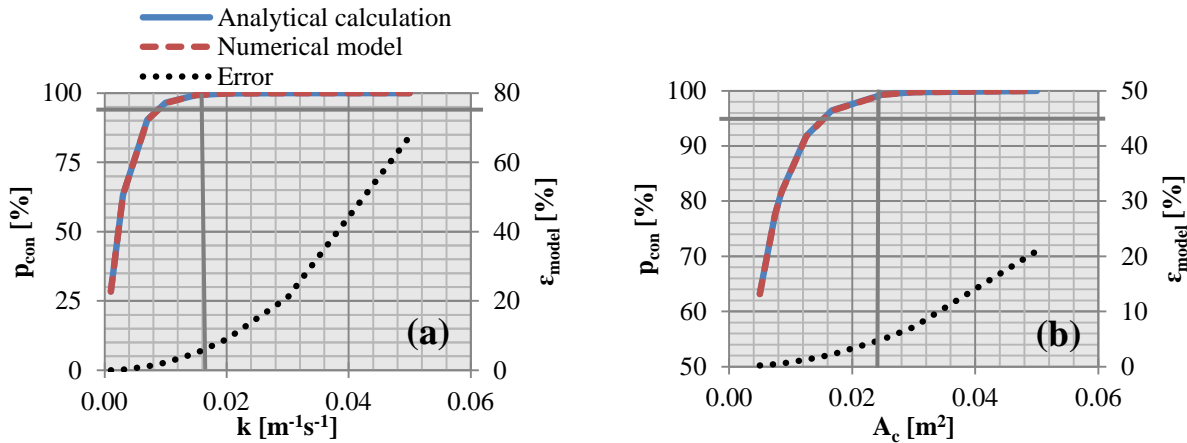 Analytical calculation
Numerical model
Error
100
75
50
25
0
p_con [%]
80
60
40
20
0
ε_model [%]
(a)
0.00 0.02 0.04 0.06
k [m⁻¹s⁻¹]
100
90
80
70
60
50
p_con [%]
50
40
30
20
10
0
ε_model [%]
(b)
0.00 0.02 0.04 0.06
A_c [m²]